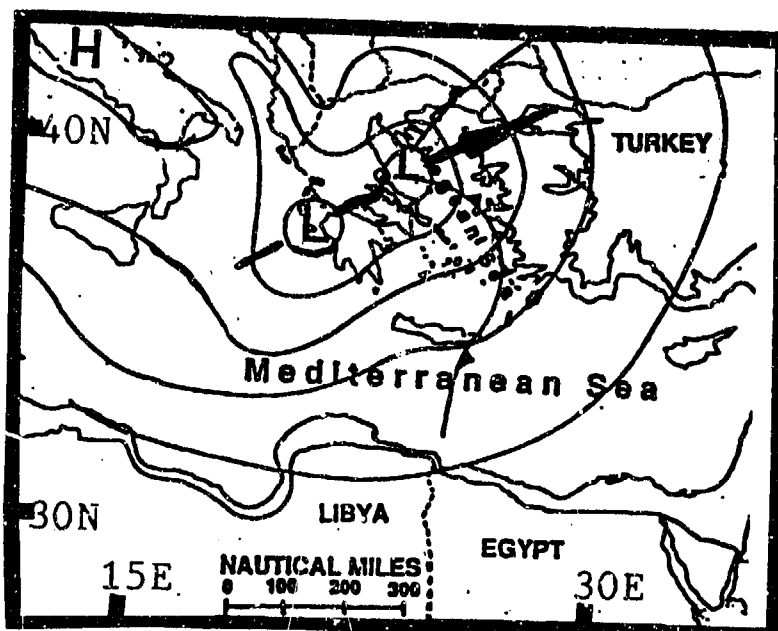 H
40N
TURKEY
L
L
Mediterranean Sea
30N
LIBYA
EGYPT
NAUTICAL MILES
0 100 200 300
15E
30E